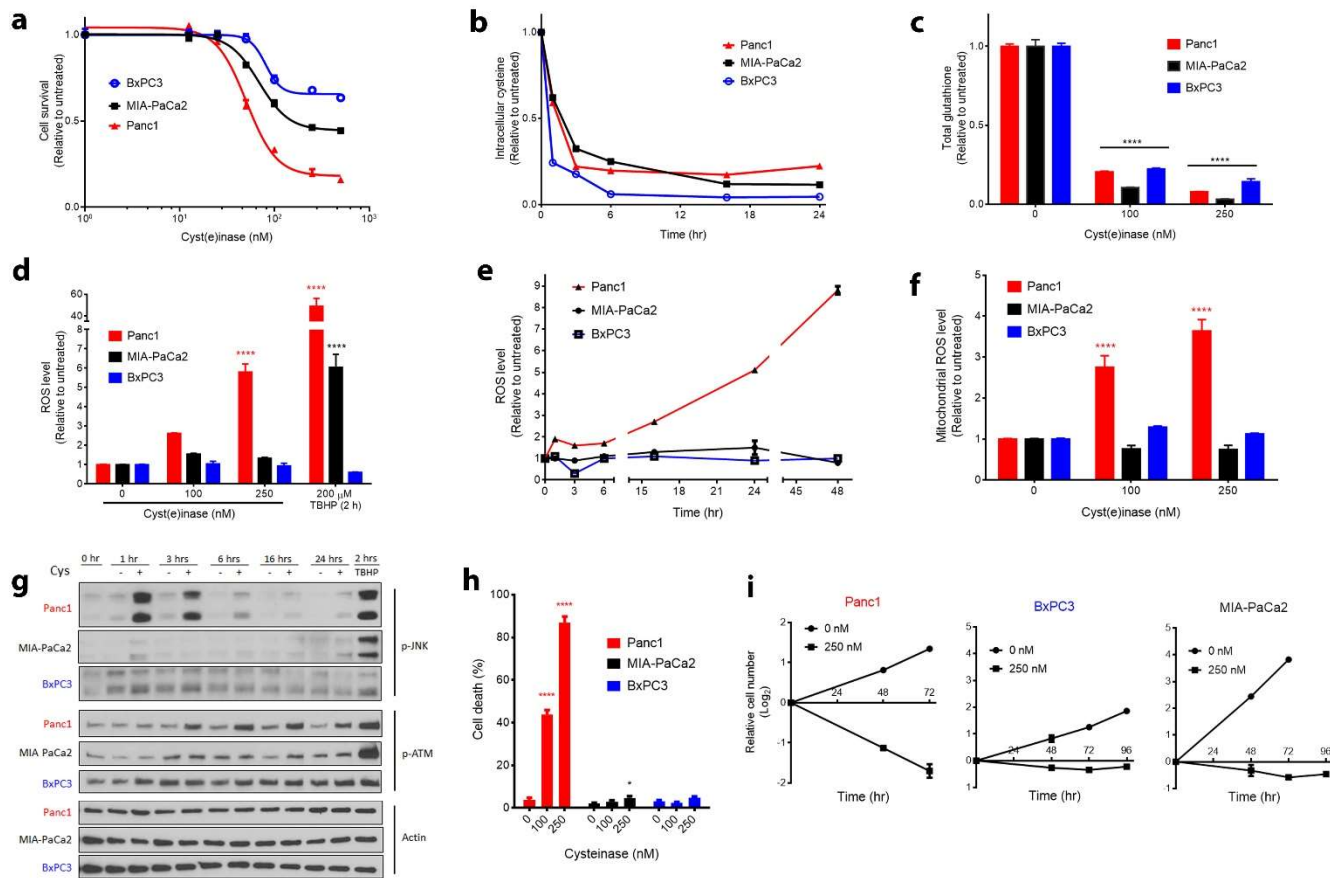 a
Cell survival
(Relative to untreated)
1.0
0.5
0.0
BxPC3
MIA-PaCa2
Panc1
10⁰ 10¹ 10² 10³
Cyst(e)inase (nM)
b
Intracellular cysteine
(Relative to untreated)
1.0
0.5
0.0
Panc1
MIA-PaCa2
BxPC3
0 6 12 18 24
Time (hr)
c
Total glutathione
(Relative to untreated)
1.0
0.5
0.0
Panc1
MIA-PaCa2
BxPC3
**** ****
0 100 250
Cyst(e)inase (nM)
d
ROS level
(Relative to untreated)
60
40
20
8
6
5
4
3
2
1
0
Panc1
MIA-PaCa2
BxPC3
**** **** ****
0 100 250 200 µM
TBHP (2 h)
Cyst(e)inase (nM)
e
ROS level
(Relative to untreated)
9
8
7
6
5
4
3
2
1
0
Panc1
MIA-PaCa2
BxPC3
0 3 6 15 18 21 24 45 48
Time (hr)
f
Mitochondrial ROS level
(Relative to untreated)
5
4
3
2
1
0
Panc1
MIA-PaCa2
BxPC3
**** ****
0 100 250
Cyst(e)inase (nM)
g
0 hr 1 hr 3 hrs 6 hrs 16 hrs 24 hrs 2 hrs
Cys - + - + - + - + - + TBHP
Panc1
MIA-PaCa2
BxPC3
p-JNK
Panc1
MIA PaCa2
BxPC3
p-ATM
Panc1
MIA-PaCa2
BxPC3
Actin
h
Cell death (%)
100
80
60
40
20
0
**** **** *
Panc1
MIA-PaCa2
BxPC3
0 100 250 0 100 250 0 100 250
Cysteinase (nM)
i
Panc1
Relative cell number
(Log₂)
2
1
0
-1
-2
0 nM
250 nM
24 48 72
Time (hr)
BxPC3
5
4
3
2
1
0
1
0 nM
250 nM
24 48 72 96
Time (hr)
MIA-PaCa2
4
3
2
1
0
1
0 nM
250 nM
24 48 72 96
Time (hr)